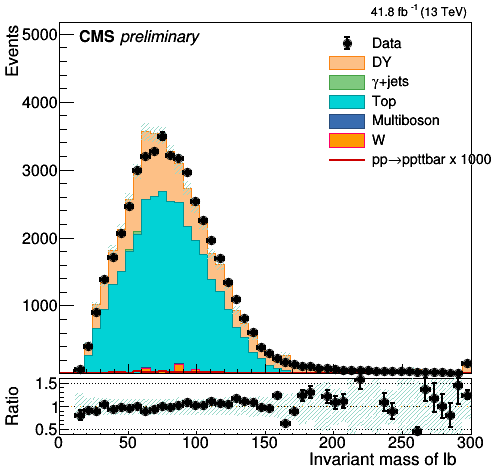 41.8 fb⁻¹ (13 TeV)
Events
5000
4000
3000
2000
1000
CMS preliminary
Data
DY
γ+jets
Top
Multiboson
W
pp→ppttbar x 1000
Ratio
1.5
1
0.5
0 50 100 150 200 250 300
Invariant mass of lb